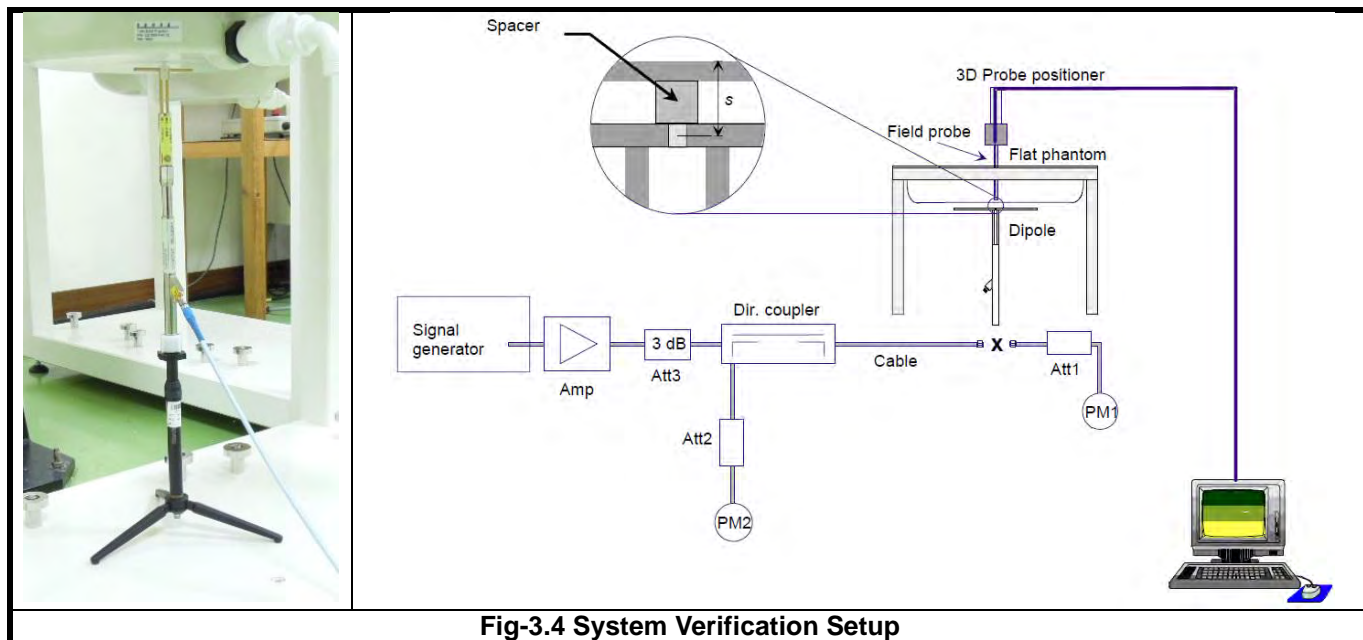 Spacer
s
3D Probe positioner
Field probe
Flat phantom
Dipole
Signal
generator
Amp
3 dB
Att3
Dir. coupler
Cable
X
Att1
PM1
Att2
PM2
Fig-3.4 System Verification Setup